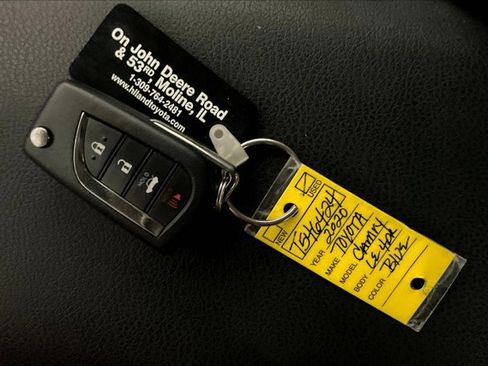 On John Deere Road
& 53RD, Moline, IL
1-309-764-2481
www.hilandtoyota.com
NEW USED
T5H6424
YEAR 2020
MAKE TOYOTA
MODEL CAMRY
BODY LE 4DR
COLOR BLUE